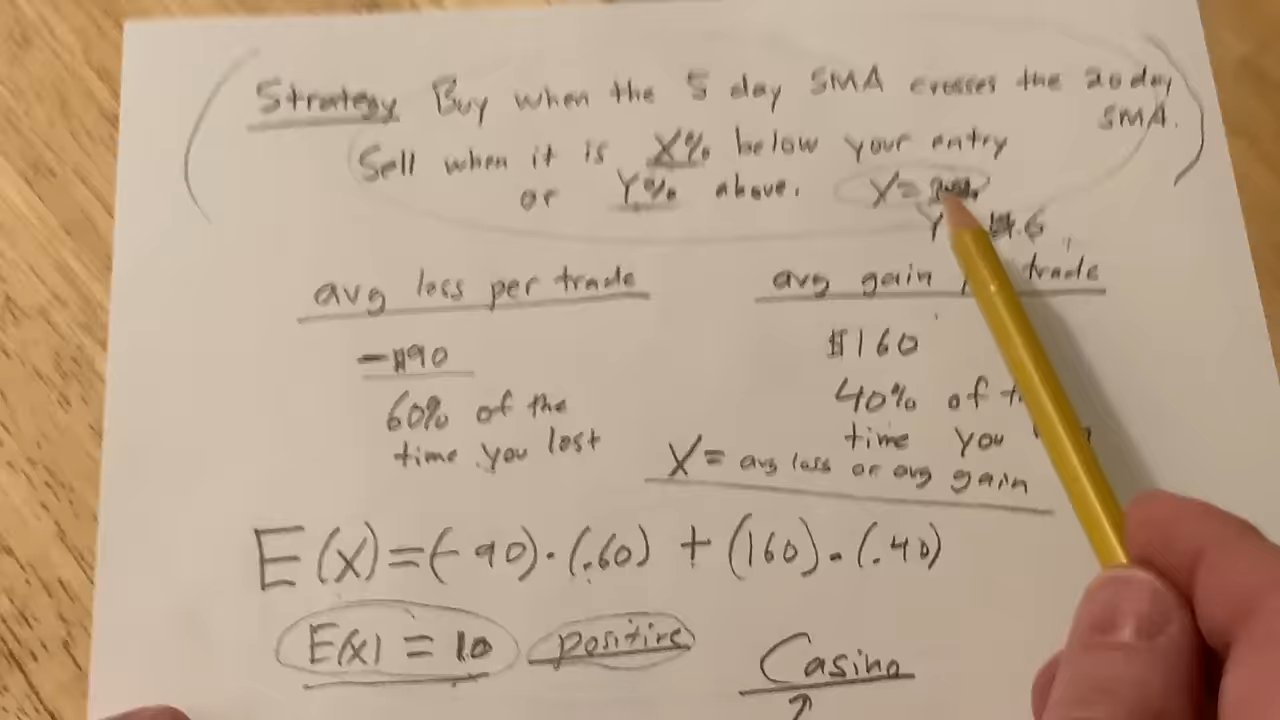 Strategy Buy when the 5 day SMA crosses the 20 day SMA.
Sell when it is X% below your entry
or Y% above. X=
Y .6
avg loss per trade
avg gain trade
-$90
$160
60% of the
time you lost
40% of
time you
X = avg loss or avg gain
E(X)=(-90)·(.60) + (160)·(.40)
E(X) = 10 positive
Casino